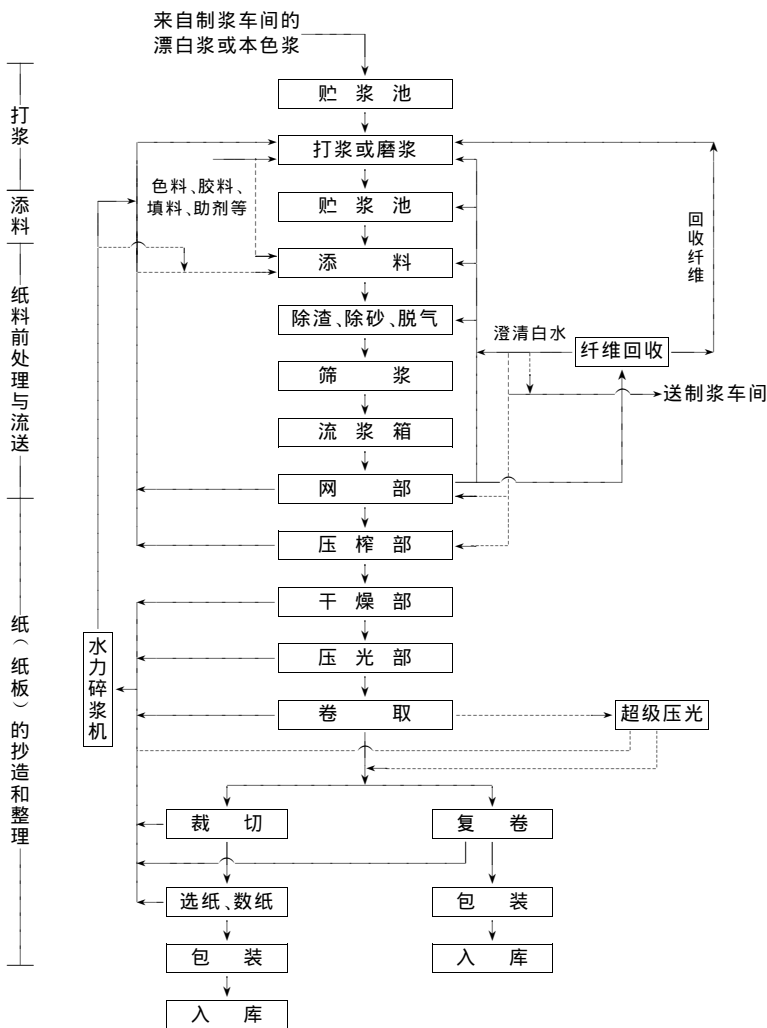 来自制浆车间的
漂白浆或本色浆
贮浆池
打浆
打浆或磨浆
色料、胶料、
填料、助剂等
贮浆池
添料
回收纤维
添料
纸料前处理与流送
除渣、除砂、脱气
澄清白水
纤维回收
筛浆
送制浆车间
流浆箱
网部
压榨部
干燥部
纸（纸板）的抄造和整理
水力碎浆机
压光部
卷取
超级压光
裁切
复卷
选纸、数纸
包装
包装
入库
入库